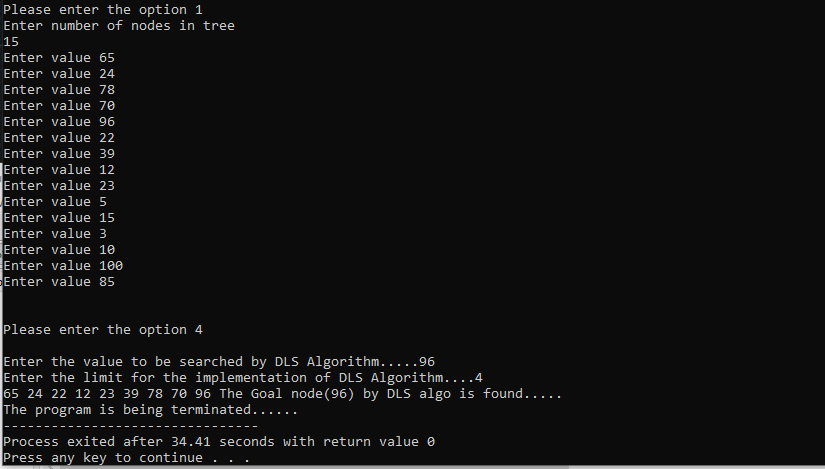 Please enter the option 1
Enter number of nodes in tree
15
Enter value 65
Enter value 24
Enter value 78
Enter value 70
Enter value 96
Enter value 22
Enter value 39
Enter value 12
Enter value 23
Enter value 5
Enter value 15
Enter value 3
Enter value 10
Enter value 100
Enter value 85
Please enter the option 4
Enter the value to be searched by DLS Algorithm.....96
Enter the limit for the implementation of DLS Algorithm....4
65 24 22 12 23 39 78 70 96 The Goal node(96) by DLS algo is found.....
The program is being terminated......
--------------------------------
Process exited after 34.41 seconds with return value 0
Press any key to continue . . .